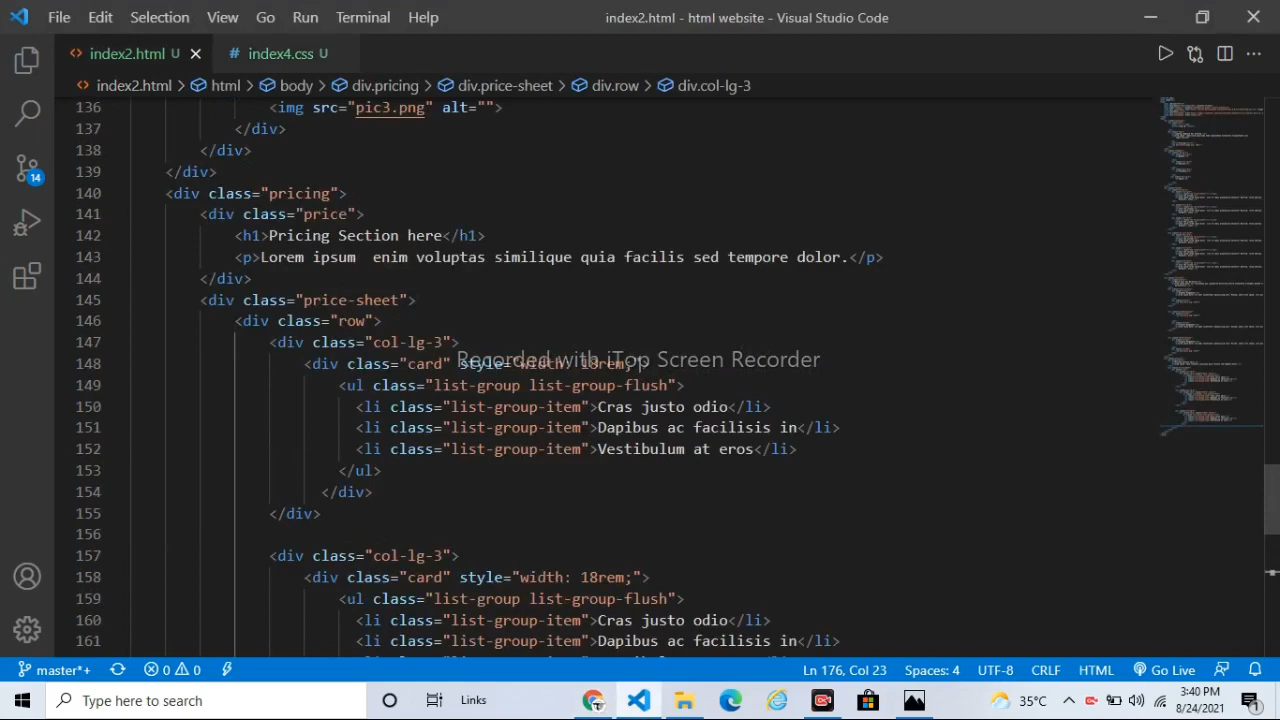 File Edit Selection View Go Run Terminal Help index2.html - html website - Visual Studio Code
<> index2.html U × # index4.css U
<> index2.html > html > body > div.pricing > div.price-sheet > div.row > div.col-lg-3
136 <img src="pic3.png" alt="">
137 </div>
138 </div>
139 </div>
140 <div class="pricing">
141 <div class="price">
142 <h1>Pricing Section here</h1>
143 <p>Lorem ipsum  enim voluptas similique quia facilis sed tempore dolor.</p>
144 </div>
145 <div class="price-sheet">
146 <div class="row">
147 <div class="col-lg-3">
148 <div class="card" style="width: 18rem;">
Recorded with iTop Screen Recorder
149 <ul class="list-group list-group-flush">
150 <li class="list-group-item">Cras justo odio</li>
151 <li class="list-group-item">Dapibus ac facilisis in</li>
152 <li class="list-group-item">Vestibulum at eros</li>
153 </ul>
154 </div>
155 </div>
156
157 <div class="col-lg-3">
158 <div class="card" style="width: 18rem;">
159 <ul class="list-group list-group-flush">
160 <li class="list-group-item">Cras justo odio</li>
161 <li class="list-group-item">Dapibus ac facilisis in</li>
14
master*+ 0 0 Ln 176, Col 23 Spaces: 4 UTF-8 CRLF HTML Go Live
Type here to search Links 35°C 3:40 PM
8/24/2021 1